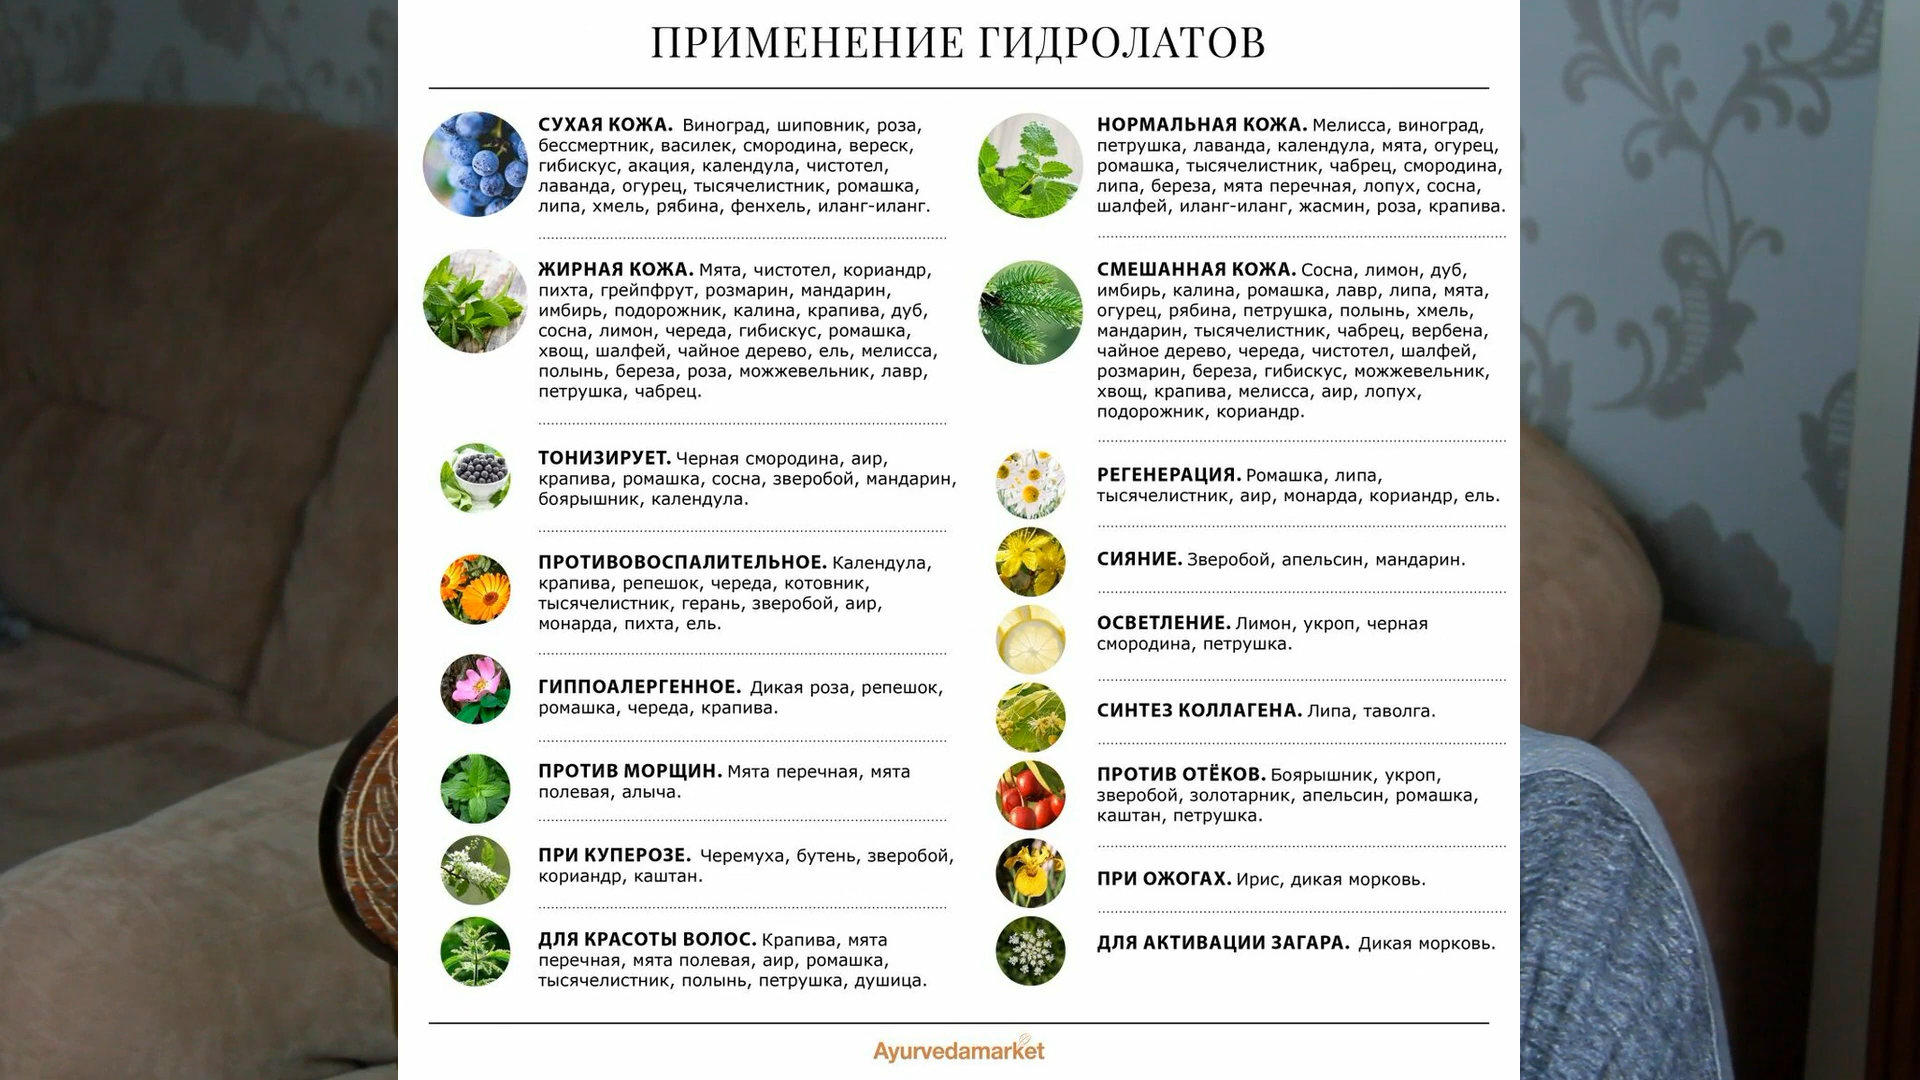 ПРИМЕНЕНИЕ ГИДРОЛАТОВ
СУХАЯ КОЖА. Виноград, шиповник, роза,
бессмертник, василек, смородина, вереск,
гибискус, акация, календула, чистотел,
лаванда, огурец, тысячелистник, ромашка,
липа, хмель, рябина, фенхель, иланг-иланг.
ЖИРНАЯ КОЖА. Мята, чистотел, кориандр,
пихта, грейпфрут, розмарин, мандарин,
имбирь, подорожник, калина, крапива, дуб,
сосна, лимон, череда, гибискус, ромашка,
хвощ, шалфей, чайное дерево, ель, мелисса,
полынь, береза, роза, можжевельник, лавр,
петрушка, чабрец.
ТОНИЗИРУЕТ. Черная смородина, аир,
крапива, ромашка, сосна, зверобой, мандарин,
боярышник, календула.
ПРОТИВОВОСПАЛИТЕЛЬНОЕ. Календула,
крапива, репешок, череда, котовник,
тысячелистник, герань, зверобой, аир,
монарда, пихта, ель.
ГИППОАЛЕРГЕННОЕ. Дикая роза, репешок,
ромашка, череда, крапива.
ПРОТИВ МОРЩИН. Мята перечная, мята
полевая, алыча.
ПРИ КУПЕРОЗЕ. Черемуха, бутень, зверобой,
кориандр, каштан.
ДЛЯ КРАСОТЫ ВОЛОС. Крапива, мята
перечная, мята полевая, аир, ромашка,
тысячелистник, полынь, петрушка, душица.
НОРМАЛЬНАЯ КОЖА. Мелисса, виноград,
петрушка, лаванда, календула, мята, огурец,
ромашка, тысячелистник, чабрец, смородина,
липа, береза, мята перечная, лопух, сосна,
шалфей, иланг-иланг, жасмин, роза, крапива.
СМЕШАННАЯ КОЖА. Сосна, лимон, дуб,
имбирь, калина, ромашка, лавр, липа, мята,
огурец, рябина, петрушка, полынь, хмель,
мандарин, тысячелистник, чабрец, вербена,
чайное дерево, череда, чистотел, шалфей,
розмарин, береза, гибискус, можжевельник,
хвощ, крапива, мелисса, аир, лопух,
подорожник, кориандр.
РЕГЕНЕРАЦИЯ. Ромашка, липа,
тысячелистник, аир, монарда, кориандр, ель.
СИЯНИЕ. Зверобой, апельсин, мандарин.
ОСВЕТЛЕНИЕ. Лимон, укроп, черная
смородина, петрушка.
СИНТЕЗ КОЛЛАГЕНА. Липа, таволга.
ПРОТИВ ОТЁКОВ. Боярышник, укроп,
зверобой, золотарник, апельсин, ромашка,
каштан, петрушка.
ПРИ ОЖОГАХ. Ирис, дикая морковь.
ДЛЯ АКТИВАЦИИ ЗАГАРА. Дикая морковь.
Ayurvedamarket